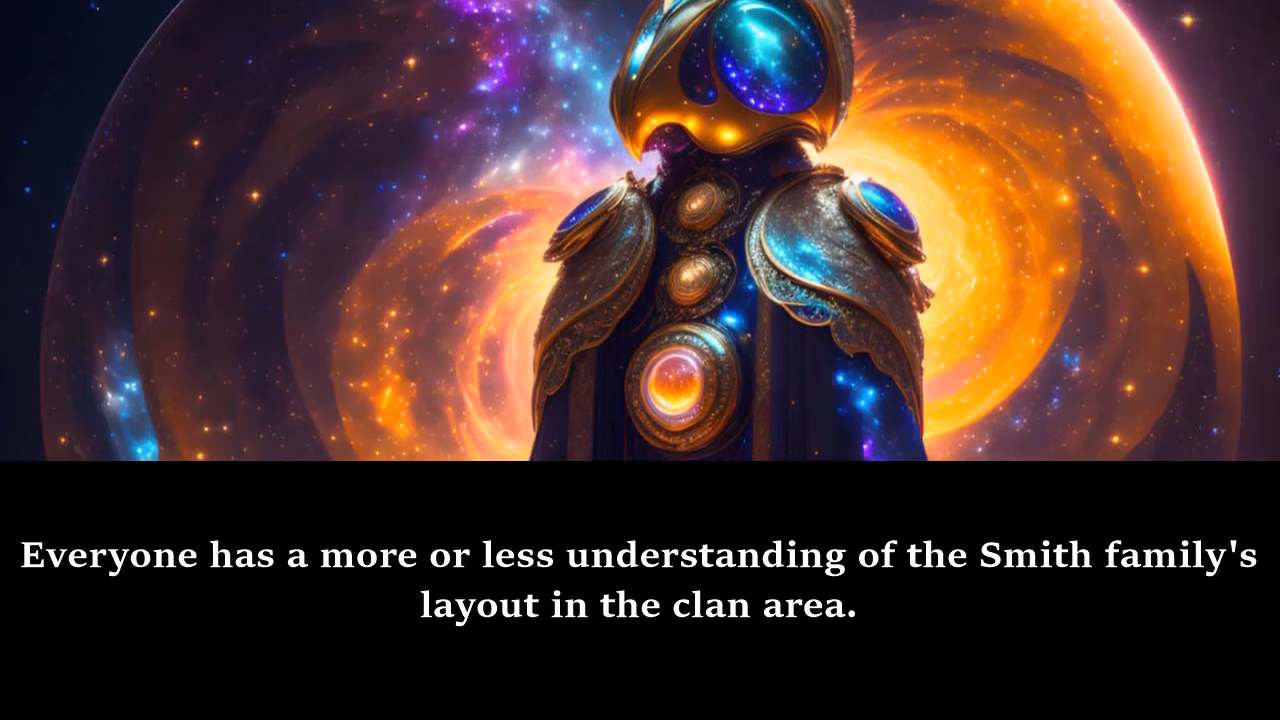 Everyone has a more or less understanding of the Smith family's
layout in the clan area.